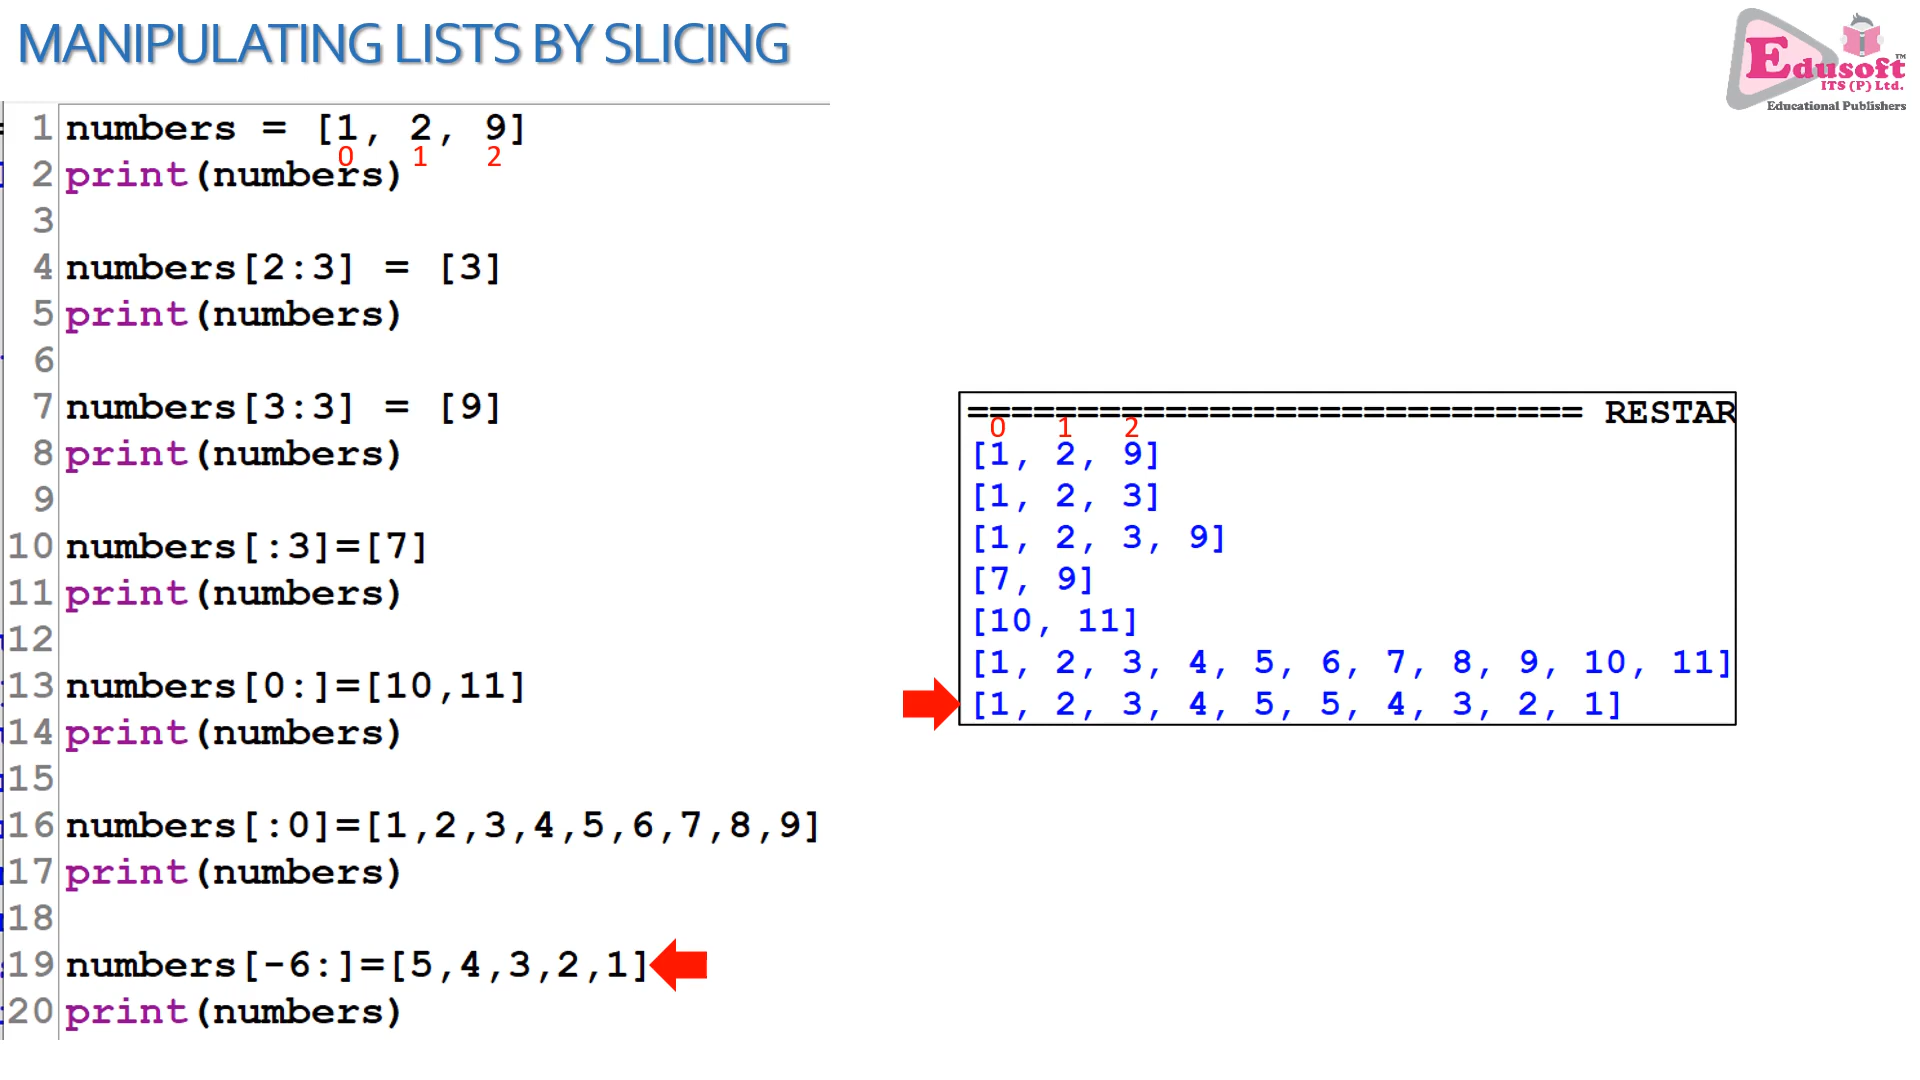 MANIPULATING LISTS BY SLICING
Edusoft™
ITS (P) Ltd.
Educational Publishers
1 numbers = [1, 2, 9]
0 1 2
2 print(numbers)
3
4 numbers[2:3] = [3]
5 print(numbers)
6
7 numbers[3:3] = [9]
8 print(numbers)
9
10 numbers[:3]=[7]
11 print(numbers)
12
13 numbers[0:]=[10,11]
14 print(numbers)
15
16 numbers[:0]=[1,2,3,4,5,6,7,8,9]
17 print(numbers)
18
19 numbers[-6:]=[5,4,3,2,1]
20 print(numbers)
============================ RESTAR
0 1 2
[1, 2, 9]
[1, 2, 3]
[1, 2, 3, 9]
[7, 9]
[10, 11]
[1, 2, 3, 4, 5, 6, 7, 8, 9, 10, 11]
[1, 2, 3, 4, 5, 5, 4, 3, 2, 1]